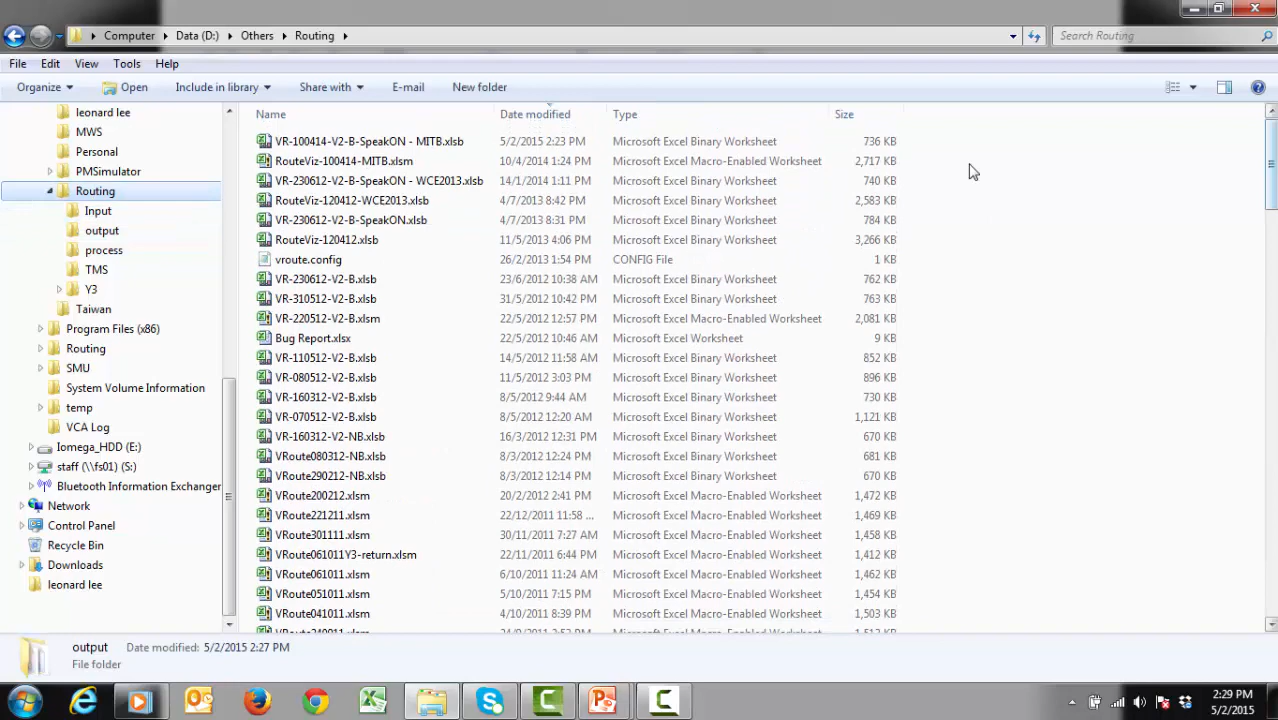 Computer Data (D:) Others Routing Search Routing
File Edit View Tools Help
Organize Open Include in library Share with E-mail New folder
leonard lee
MWS
Personal
PMSimulator
Routing
Input
output
process
TMS
Y3
Taiwan
Program Files (x86)
Routing
SMU
System Volume Information
temp
VCA Log
Iomega_HDD (E:)
staff (\\fs01) (S:)
Bluetooth Information Exchanger
Network
Control Panel
Recycle Bin
Downloads
leonard lee
Name Date modified Type Size
VR-100414-V2-B-SpeakON - MITB.xlsb 5/2/2015 2:23 PM Microsoft Excel Binary Worksheet 736 KB
RouteViz-100414-MITB.xlsm 10/4/2014 1:24 PM Microsoft Excel Macro-Enabled Worksheet 2,717 KB
VR-230612-V2-B-SpeakON - WCE2013.xlsb 14/1/2014 1:11 PM Microsoft Excel Binary Worksheet 740 KB
RouteViz-120412-WCE2013.xlsb 4/7/2013 8:42 PM Microsoft Excel Binary Worksheet 2,583 KB
VR-230612-V2-B-SpeakON.xlsb 4/7/2013 8:31 PM Microsoft Excel Binary Worksheet 784 KB
RouteViz-120412.xlsb 11/5/2013 4:06 PM Microsoft Excel Binary Worksheet 3,266 KB
vroute.config 26/2/2013 1:54 PM CONFIG File 1 KB
VR-230612-V2-B.xlsb 23/6/2012 10:38 AM Microsoft Excel Binary Worksheet 762 KB
VR-310512-V2-B.xlsb 31/5/2012 10:42 PM Microsoft Excel Binary Worksheet 763 KB
VR-220512-V2-B.xlsm 22/5/2012 12:57 PM Microsoft Excel Macro-Enabled Worksheet 2,081 KB
Bug Report.xlsx 22/5/2012 10:46 AM Microsoft Excel Worksheet 9 KB
VR-110512-V2-B.xlsb 14/5/2012 11:58 AM Microsoft Excel Binary Worksheet 852 KB
VR-080512-V2-B.xlsb 11/5/2012 3:03 PM Microsoft Excel Binary Worksheet 896 KB
VR-160312-V2-B.xlsb 8/5/2012 9:44 AM Microsoft Excel Binary Worksheet 730 KB
VR-070512-V2-B.xlsb 8/5/2012 12:20 AM Microsoft Excel Binary Worksheet 1,121 KB
VR-160312-V2-NB.xlsb 16/3/2012 12:31 PM Microsoft Excel Binary Worksheet 670 KB
VRoute080312-NB.xlsb 8/3/2012 12:24 PM Microsoft Excel Binary Worksheet 681 KB
VRoute290212-NB.xlsb 8/3/2012 12:14 PM Microsoft Excel Binary Worksheet 670 KB
VRoute200212.xlsm 20/2/2012 2:41 PM Microsoft Excel Macro-Enabled Worksheet 1,472 KB
VRoute221211.xlsm 22/12/2011 11:58 ... Microsoft Excel Macro-Enabled Worksheet 1,469 KB
VRoute301111.xlsm 30/11/2011 7:27 AM Microsoft Excel Macro-Enabled Worksheet 1,458 KB
VRoute061011Y3-return.xlsm 22/11/2011 6:44 PM Microsoft Excel Macro-Enabled Worksheet 1,412 KB
VRoute061011.xlsm 6/10/2011 11:24 AM Microsoft Excel Macro-Enabled Worksheet 1,462 KB
VRoute051011.xlsm 5/10/2011 7:15 PM Microsoft Excel Macro-Enabled Worksheet 1,454 KB
VRoute041011.xlsm 4/10/2011 8:39 PM Microsoft Excel Macro-Enabled Worksheet 1,503 KB
output Date modified: 5/2/2015 2:27 PM
File folder
2:29 PM
5/2/2015